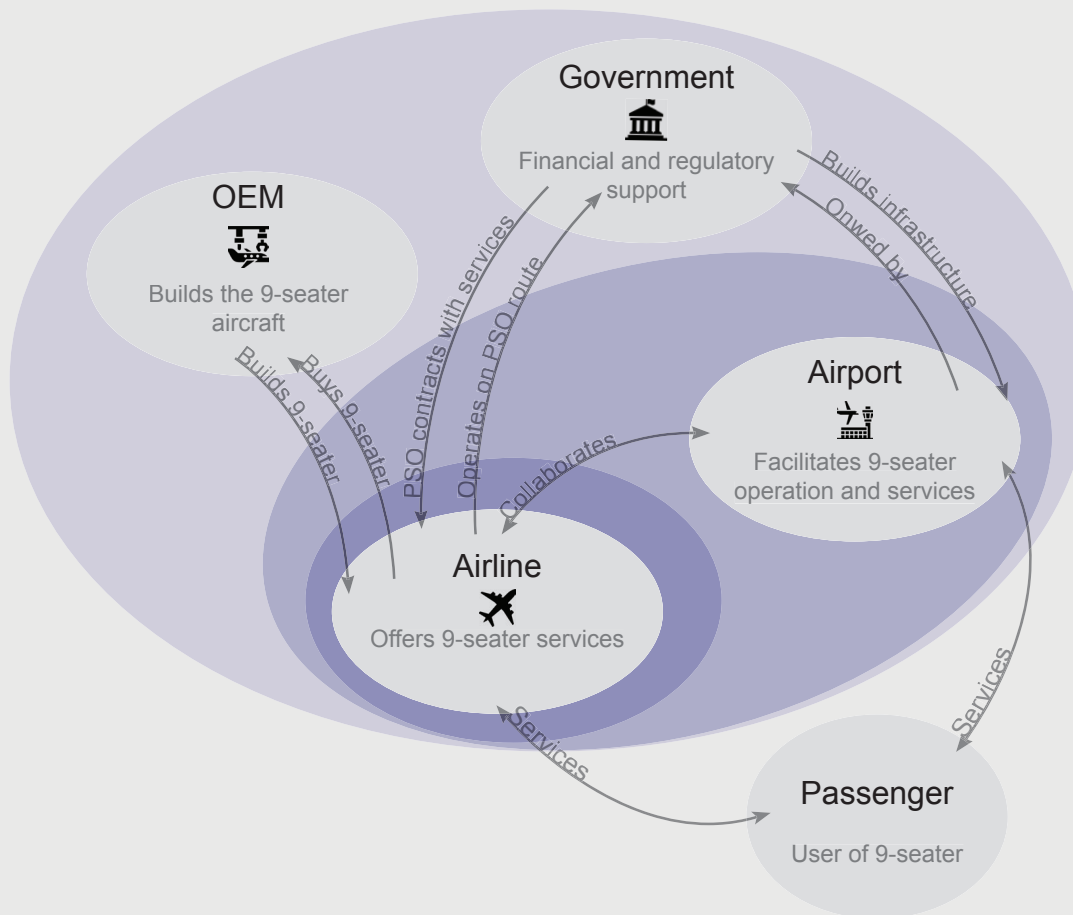 Government
Financial and regulatory
support
OEM
Builds the 9-seater
aircraft
Builds infrastructure
Onwed by
PSO contracts with services
Operates on PSO route
Builds 9-seater
Buys 9-seater
Airport
Facilitates 9-seater
operation and services
Collaborates
Airline
Offers 9-seater services
Services
Services
Passenger
User of 9-seater